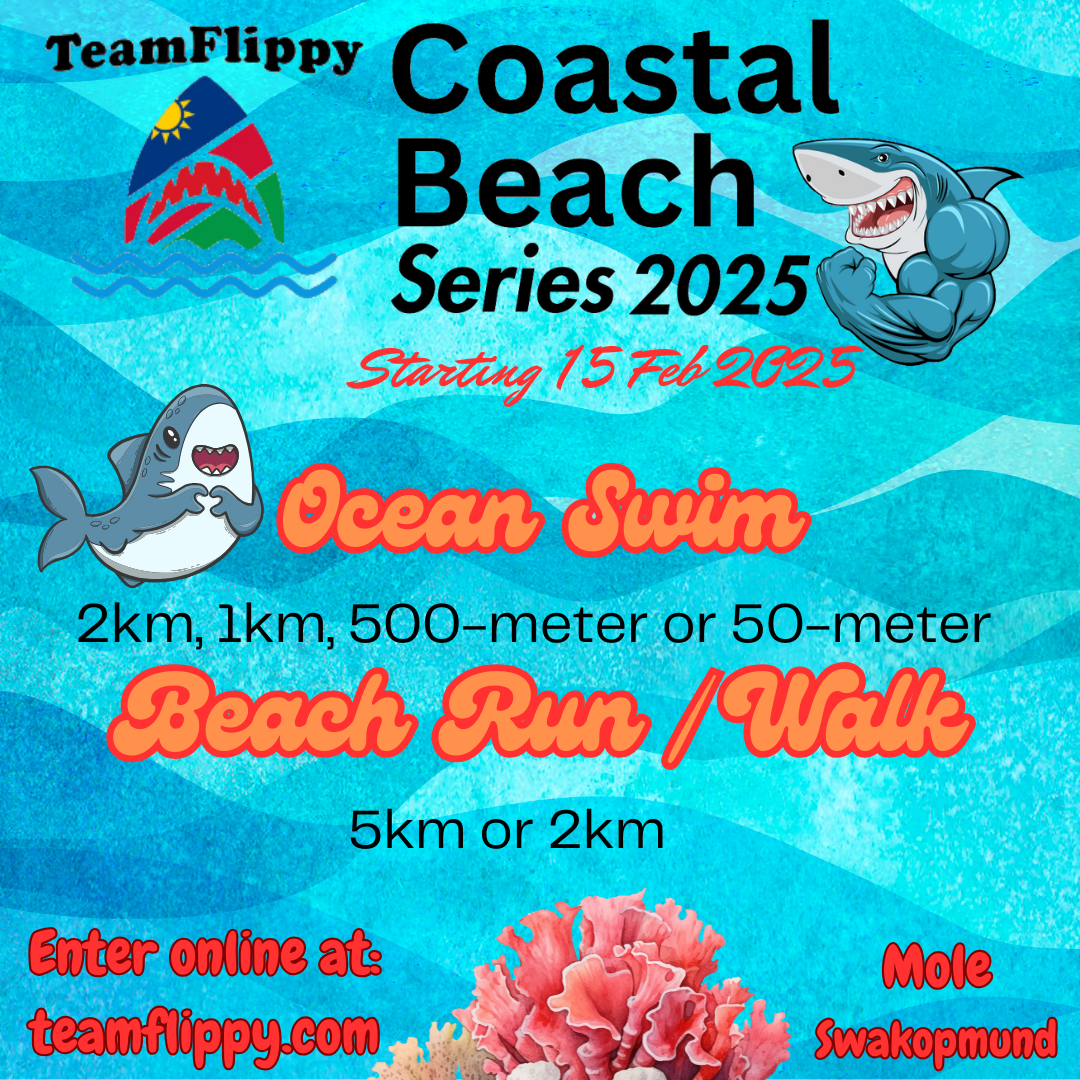 TeamFlippy
Coastal
Beach
Series 2025
Starting 15 Feb 2025
Ocean Swim
2km, 1km, 500-meter or 50-meter
Beach Run / Walk
5km or 2km
Enter online at:
teamflippy.com
Mole
Swakopmund